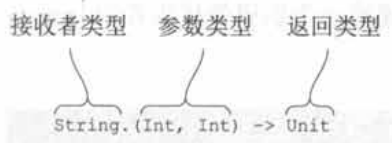 接收者类型 参数类型 返回类型
String.(Int, Int) -> Unit